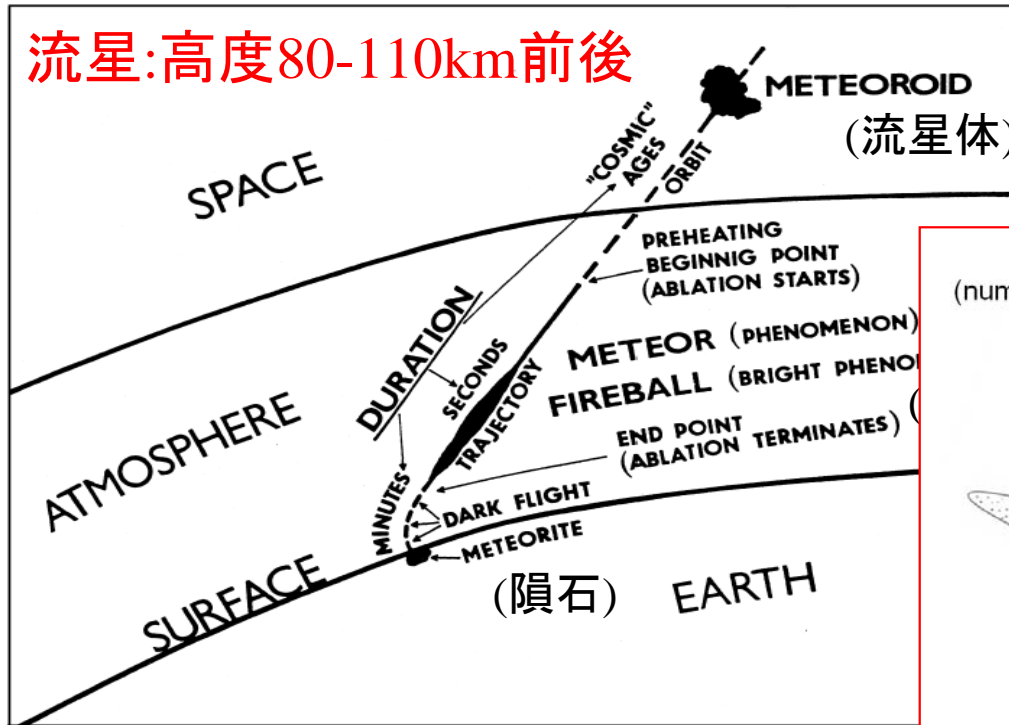 流星:高度80-110km前後
METEOROID
(流星体)
"COSMIC"
AGES
ORBIT
SPACE
PREHEATING
BEGINNIG POINT
(ABLATION STARTS)
(num
DURATION
SECONDS
TRAJECTORY
METEOR (PHENOMENON)
FIREBALL (BRIGHT PHENO
(
ATMOSPHERE
END POINT
(ABLATION TERMINATES)
MINUTES
DARK FLIGHT
METEORITE
(隕石)
SURFACE
EARTH